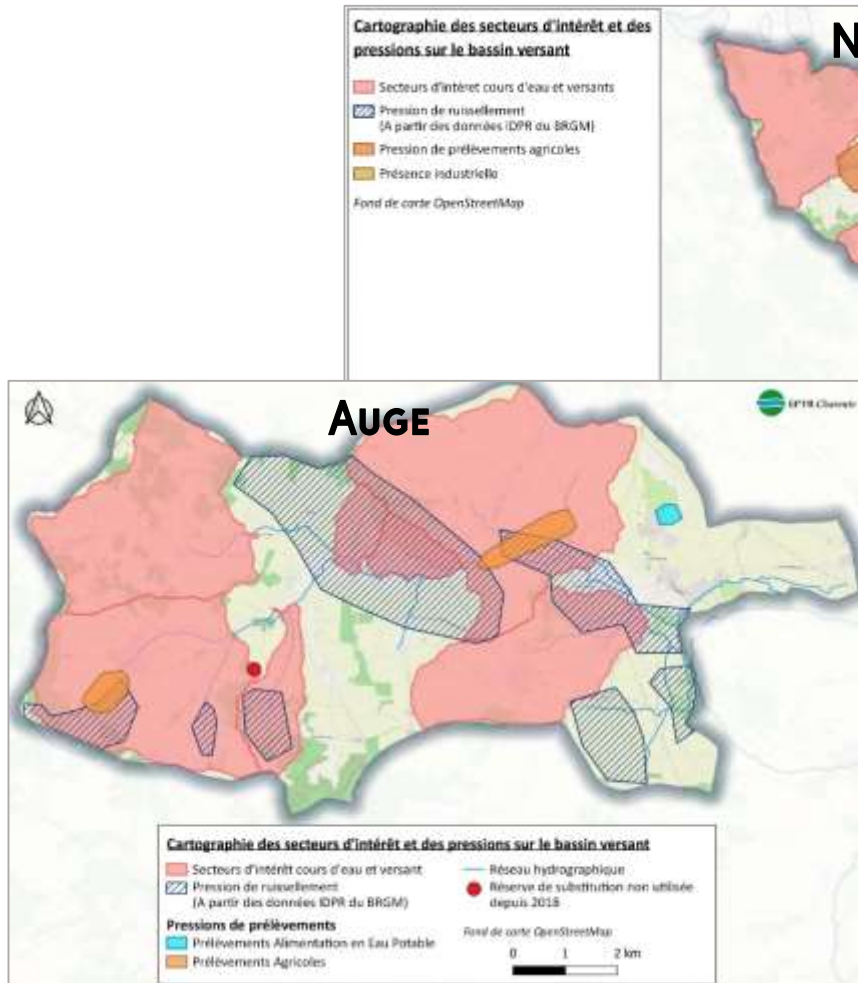 Cartographie des secteurs d'intérêt et des
pressions sur le bassin versant
Secteurs d'intéret cours d'eau et versants
Pression de ruissellement
(A partir des données IDPR du BRGM)
Pression de prélèvements agricoles
Présence industrielle
Fond de carte OpenStreetMap
N
AUGE
EPTB Charente
Cartographie des secteurs d'intérêt et des pressions sur le bassin versant
Secteurs d'intérêt cours d'eau et versant
Pression de ruissellement
(A partir des données IDPR du BRGM)
Pressions de prélèvements
Prélèvements Alimentation en Eau Potable
Prélèvements Agricoles
Réseau hydrographique
Réserve de substitution non utilisée
depuis 2018
Fond de carte OpenStreetMap
0 1 2 km